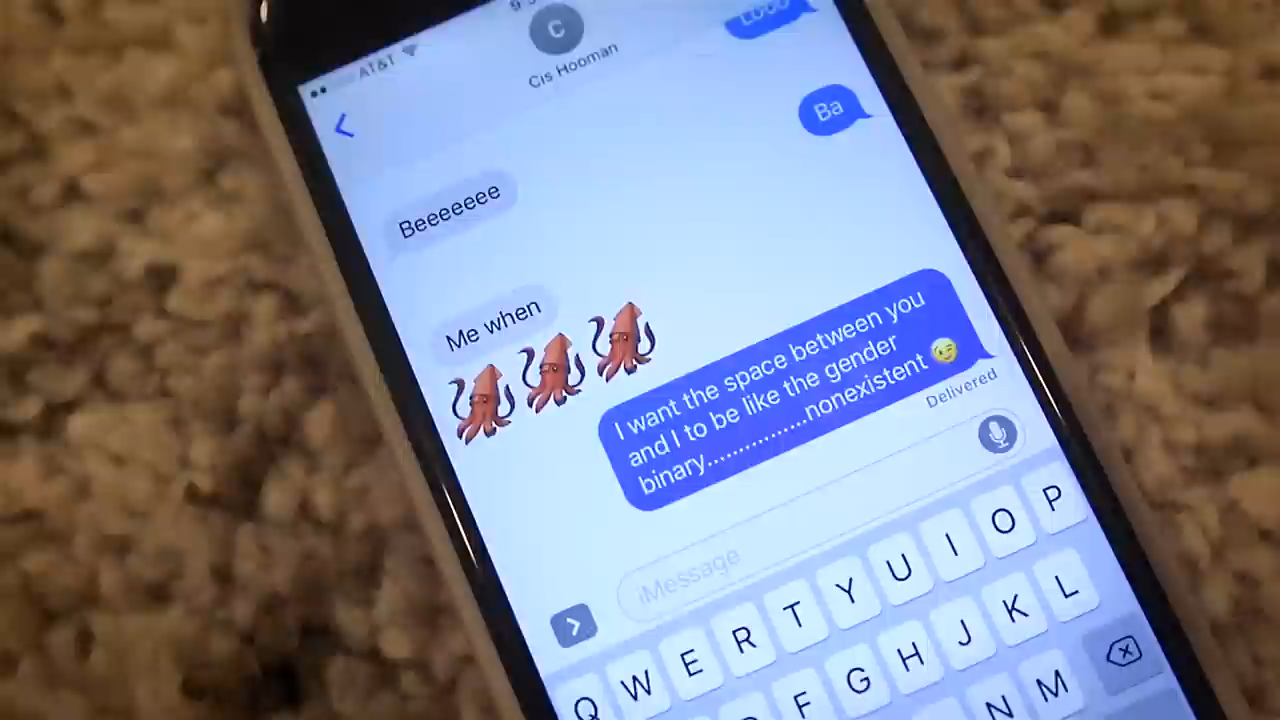 AT&T
C
Cis Hooman
Ba
Beeeeeee
Me when
I want the space between you
and I to be like the gender
binary................nonexistent
Delivered
iMessage
Q W E R T Y U I O P
F G H J K L
N M